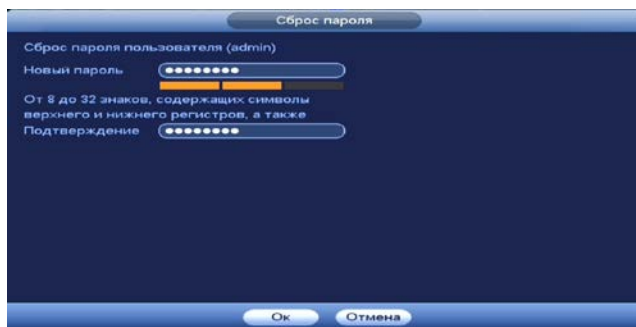 Сброс пароля
Сброс пароля пользователя (admin)
Новый пароль
От 8 до 32 знаков, содержащих символы
верхнего и нижнего регистров, а также
Подтверждение
Ок Отмена